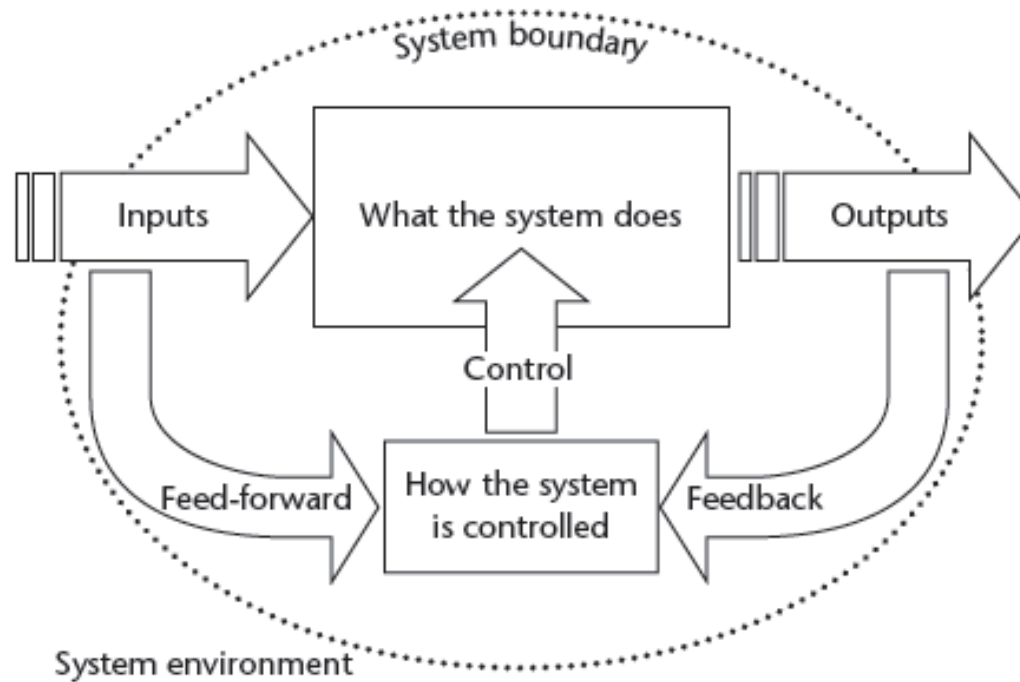 System boundary
Inputs
What the system does
Outputs
Control
Feed-forward
How the system
is controlled
Feedback
System environment